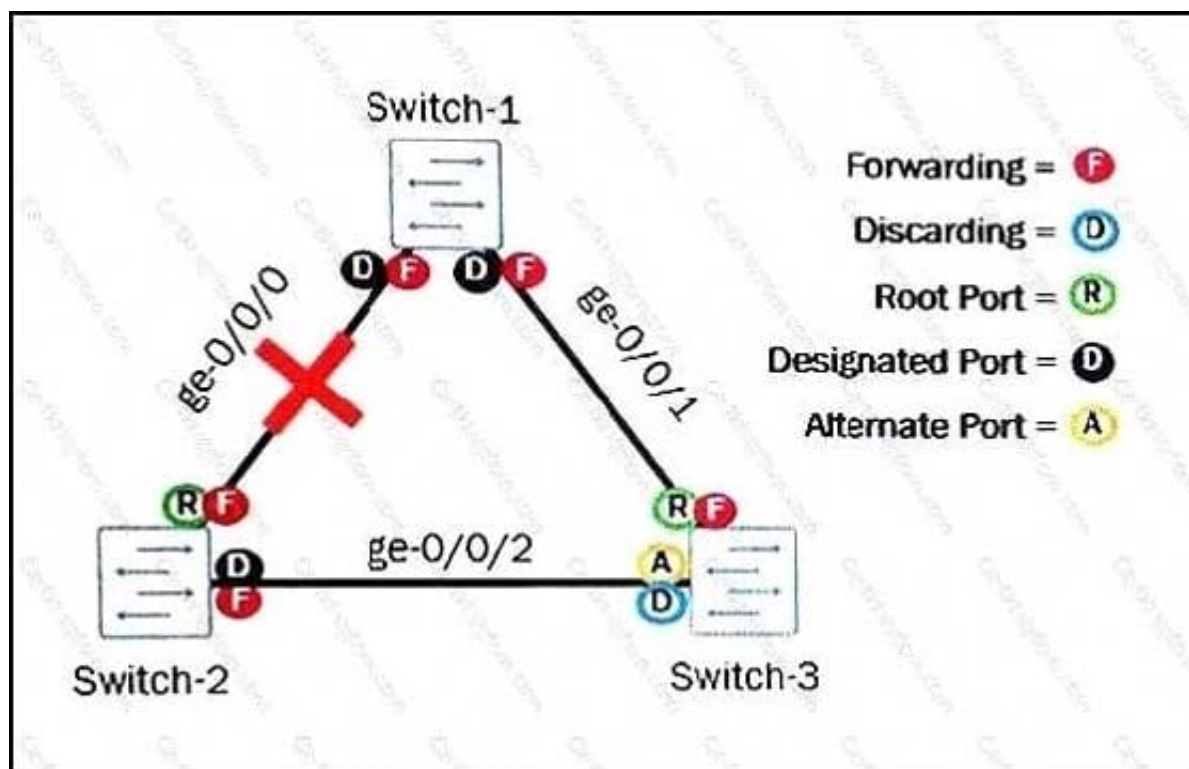 Switch-1
Forwarding = F
Discarding = D
Root Port = R
Designated Port = D
Alternate Port = A
D F D F
ge-0/0/0
ge-0/0/1
R F
R F
D
F
ge-0/0/2
A
D
Switch-2
Switch-3